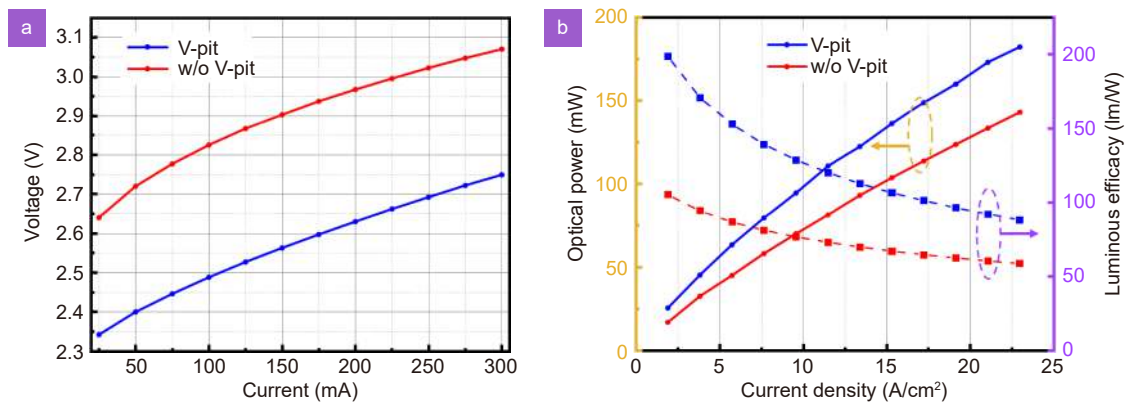 a
V-pit
w/o V-pit
Voltage (V)
3.1
3.0
2.9
2.8
2.7
2.6
2.5
2.4
2.3
50 100 150 200 250 300
Current (mA)
b
V-pit
w/o V-pit
Optical power (mW)
200
150
100
50
0
0 5 10 15 20 25
Current density (A/cm²)
200
150
100
50
0
Luminous efficacy (lm/W)